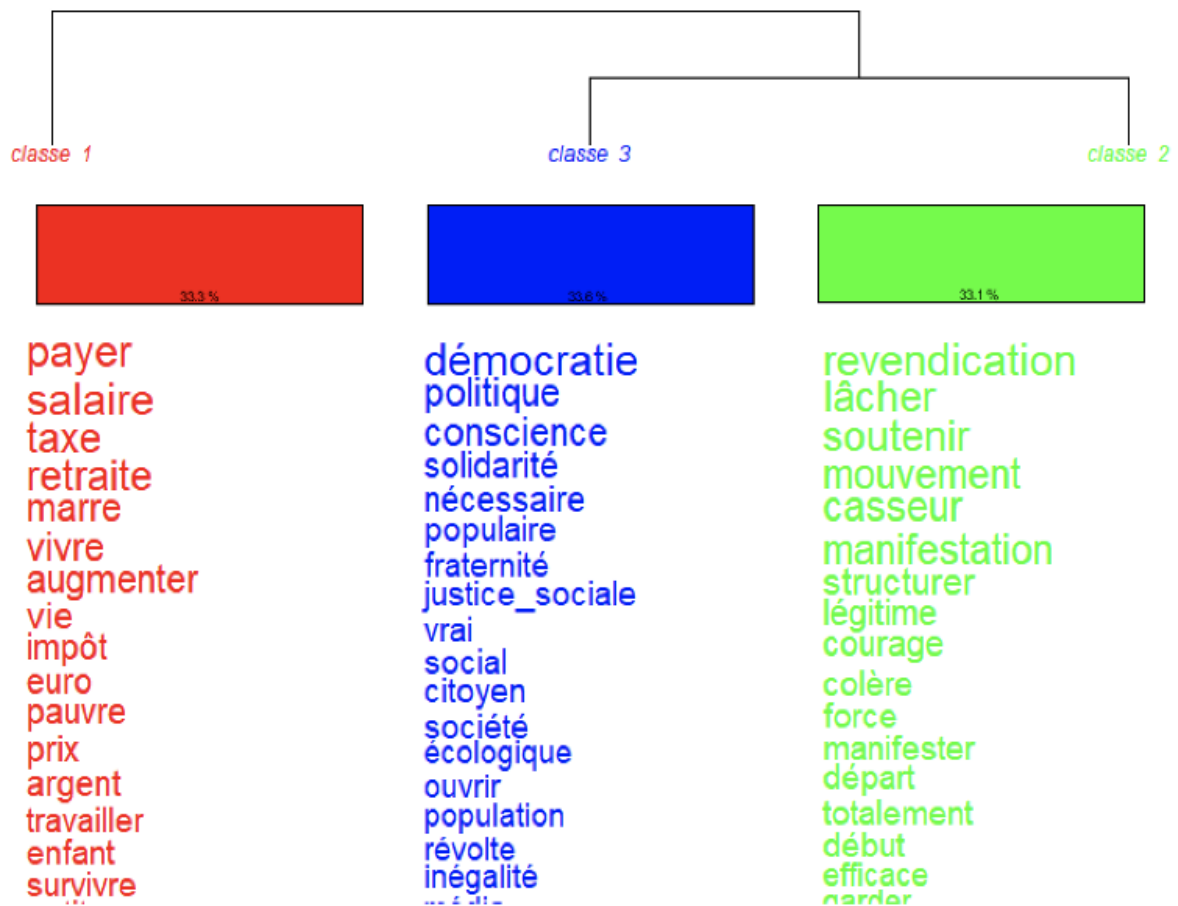 classe 1
classe 3
classe 2
33.3 %
33.6 %
33.1 %
payer
salaire
taxe
retraite
marre
vivre
augmenter
vie
impôt
euro
pauvre
prix
argent
travailler
enfant
survivre
démocratie
politique
conscience
solidarité
nécessaire
populaire
fraternité
justice_sociale
vrai
social
citoyen
société
écologique
ouvrir
population
révolte
inégalité
revendication
lâcher
soutenir
mouvement
casseur
manifestation
structurer
légitime
courage
colère
force
manifester
départ
totalement
début
efficace